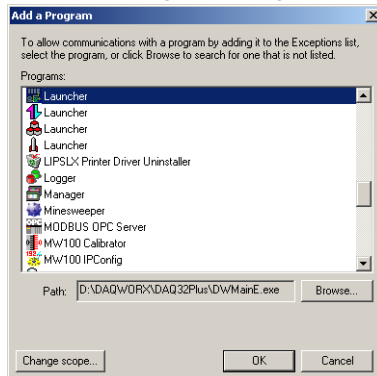 Add a Program
To allow communications with a program by adding it to the Exceptions list,
select the program, or click Browse to search for one that is not listed.
Programs:
Launcher
Launcher
Launcher
Launcher
LIPSLX Printer Driver Uninstaller
Logger
Manager
Minesweeper
MODBUS OPC Server
MW100 Calibrator
MW100 IPConfig
Path: D:\DAQWORX\DAQ32Plus\DWMainE.exe Browse...
Change scope... OK Cancel